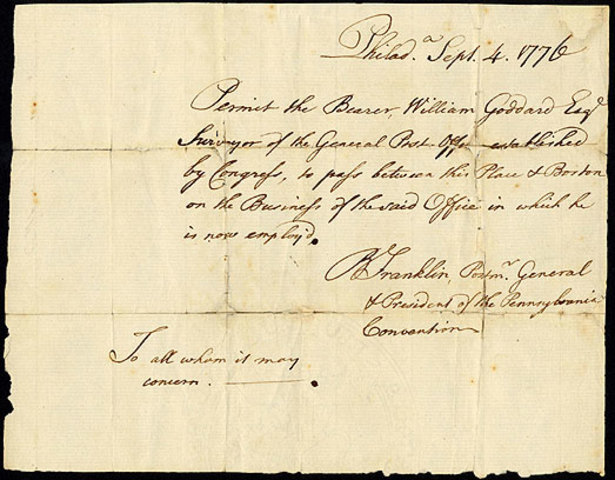 Philad.ª Sept. 4. 1776
Permit the Bearer, William Goddard Esqʳ
Surveyor of the General Post-Office established
by Congress, to pass between this Place & Boston
on the Business of the said Office in which he
is now employ'd.
B Franklin, Postmʳ. General
& President of the Pennsylvania
Convention
To all whom it may
concern.